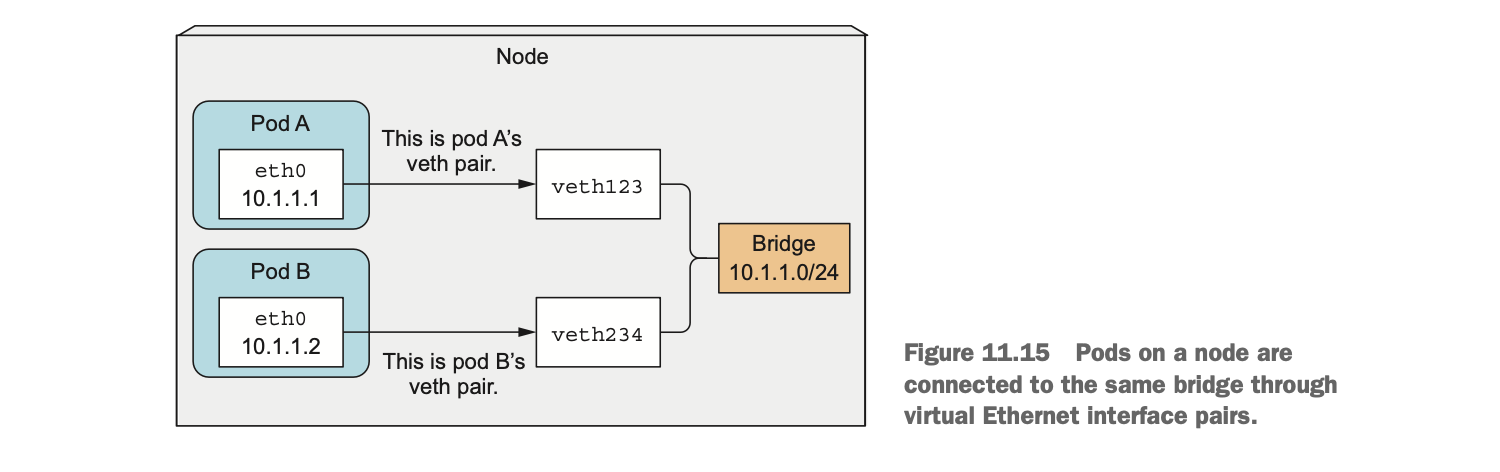 Node
Pod A
eth0
10.1.1.1
This is pod A’s
veth pair.
veth123
Bridge
10.1.1.0/24
Pod B
eth0
10.1.1.2
This is pod B’s
veth pair.
veth234
Figure 11.15 Pods on a node are
connected to the same bridge through
virtual Ethernet interface pairs.